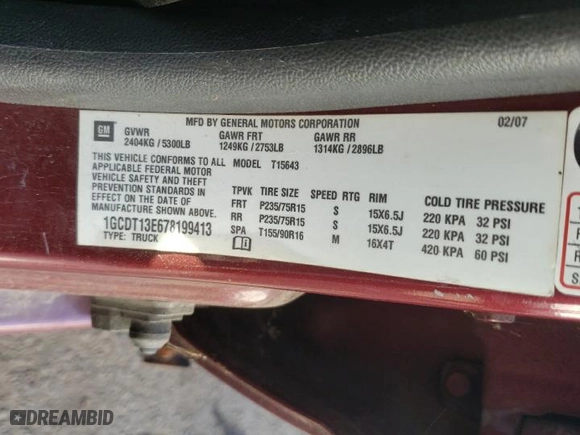 MFD BY GENERAL MOTORS CORPORATION 02/07
GM GVWR GAWR FRT GAWR RR
2404KG / 5300LB 1249KG / 2753LB 1314KG / 2896LB
THIS VEHICLE CONFORMS TO ALL MODEL T15643
APPLICABLE FEDERAL MOTOR
VEHICLE SAFETY AND THEFT
PREVENTION STANDARDS IN
EFFECT ON THE DATE OF
MANUFACTURE SHOWN ABOVE.
1GCDT13E678199413
TYPE: TRUCK
TPVK TIRE SIZE SPEED RTG RIM COLD TIRE PRESSURE
FRT P235/75R15 S 15X6.5J 220 KPA 32 PSI
RR P235/75R15 S 15X6.5J 220 KPA 32 PSI
SPA T155/90R16 M 16X4T 420 KPA 60 PSI
DREAMBID